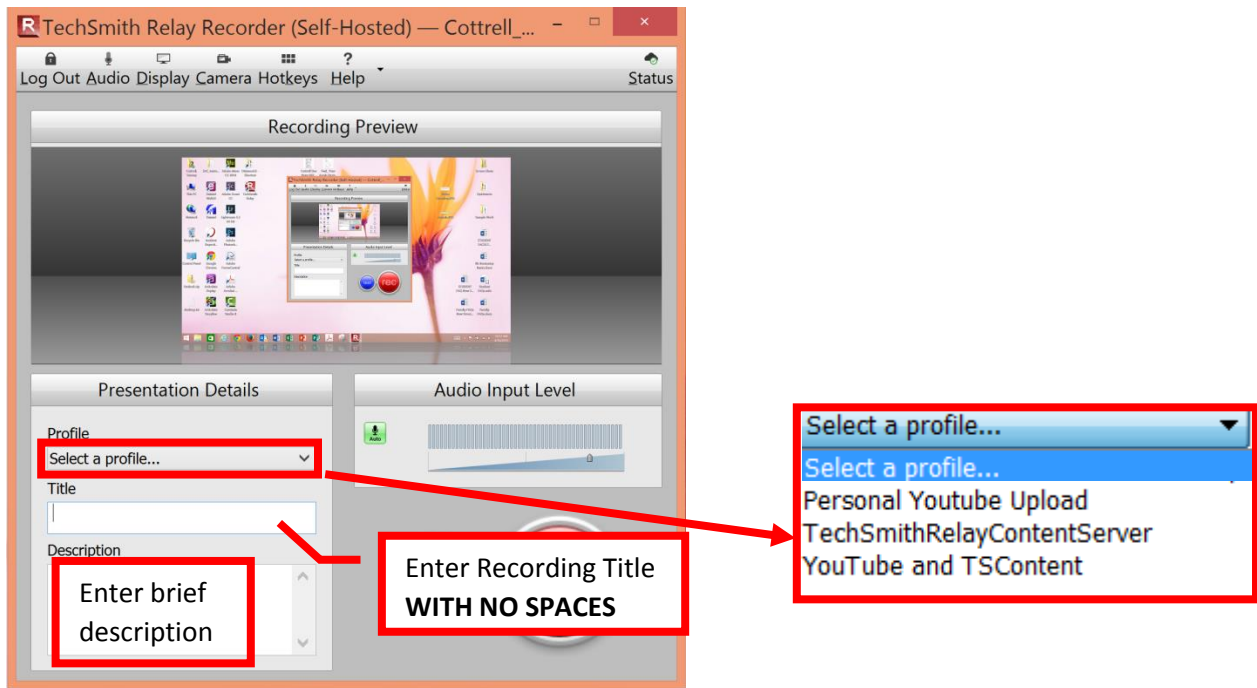 TechSmith Relay Recorder (Self-Hosted) — Cottrell_...
Log Out Audio Display Camera Hotkeys Help Status
Recording Preview
Presentation Details
Audio Input Level
Profile
Auto
Select a profile...
Title
Description
Enter brief
description
Enter Recording Title
WITH NO SPACES
Select a profile...
Select a profile...
Personal Youtube Upload
TechSmithRelayContentServer
YouTube and TSContent